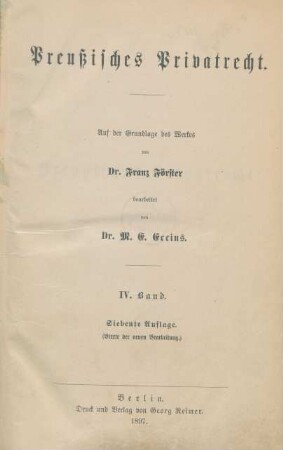 Preußisches Privatrecht.
Auf der Grundlage des Werkes
von
Dr. Franz Förster
bearbeitet
von
Dr. M. E. Eccius.
IV. Band.
Siebente Auflage.
(Vierte der neuen Bearbeitung.)
Berlin.
Druck und Verlag von Georg Reimer.
1897.